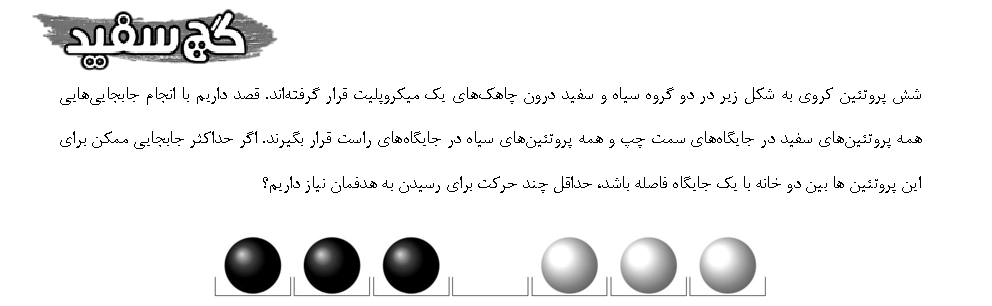 گچ سفید
شش پروتئین کروی به شکل زیر در دو گروه سیاه و سفید درون چاهک‌های یک میکروپلیت قرار گرفته‌اند. قصد داریم با انجام جابجایی‌هایی
همه پروتئین‌های سفید در جایگاه‌های سمت چپ و همه پروتئین‌های سیاه در جایگاه‌های راست قرار بگیرند. اگر حداکثر جابجایی ممکن برای
این پروتئین ها بین دو خانه با یک جایگاه فاصله باشد، حداقل چند حرکت برای رسیدن به هدفمان نیاز داریم؟